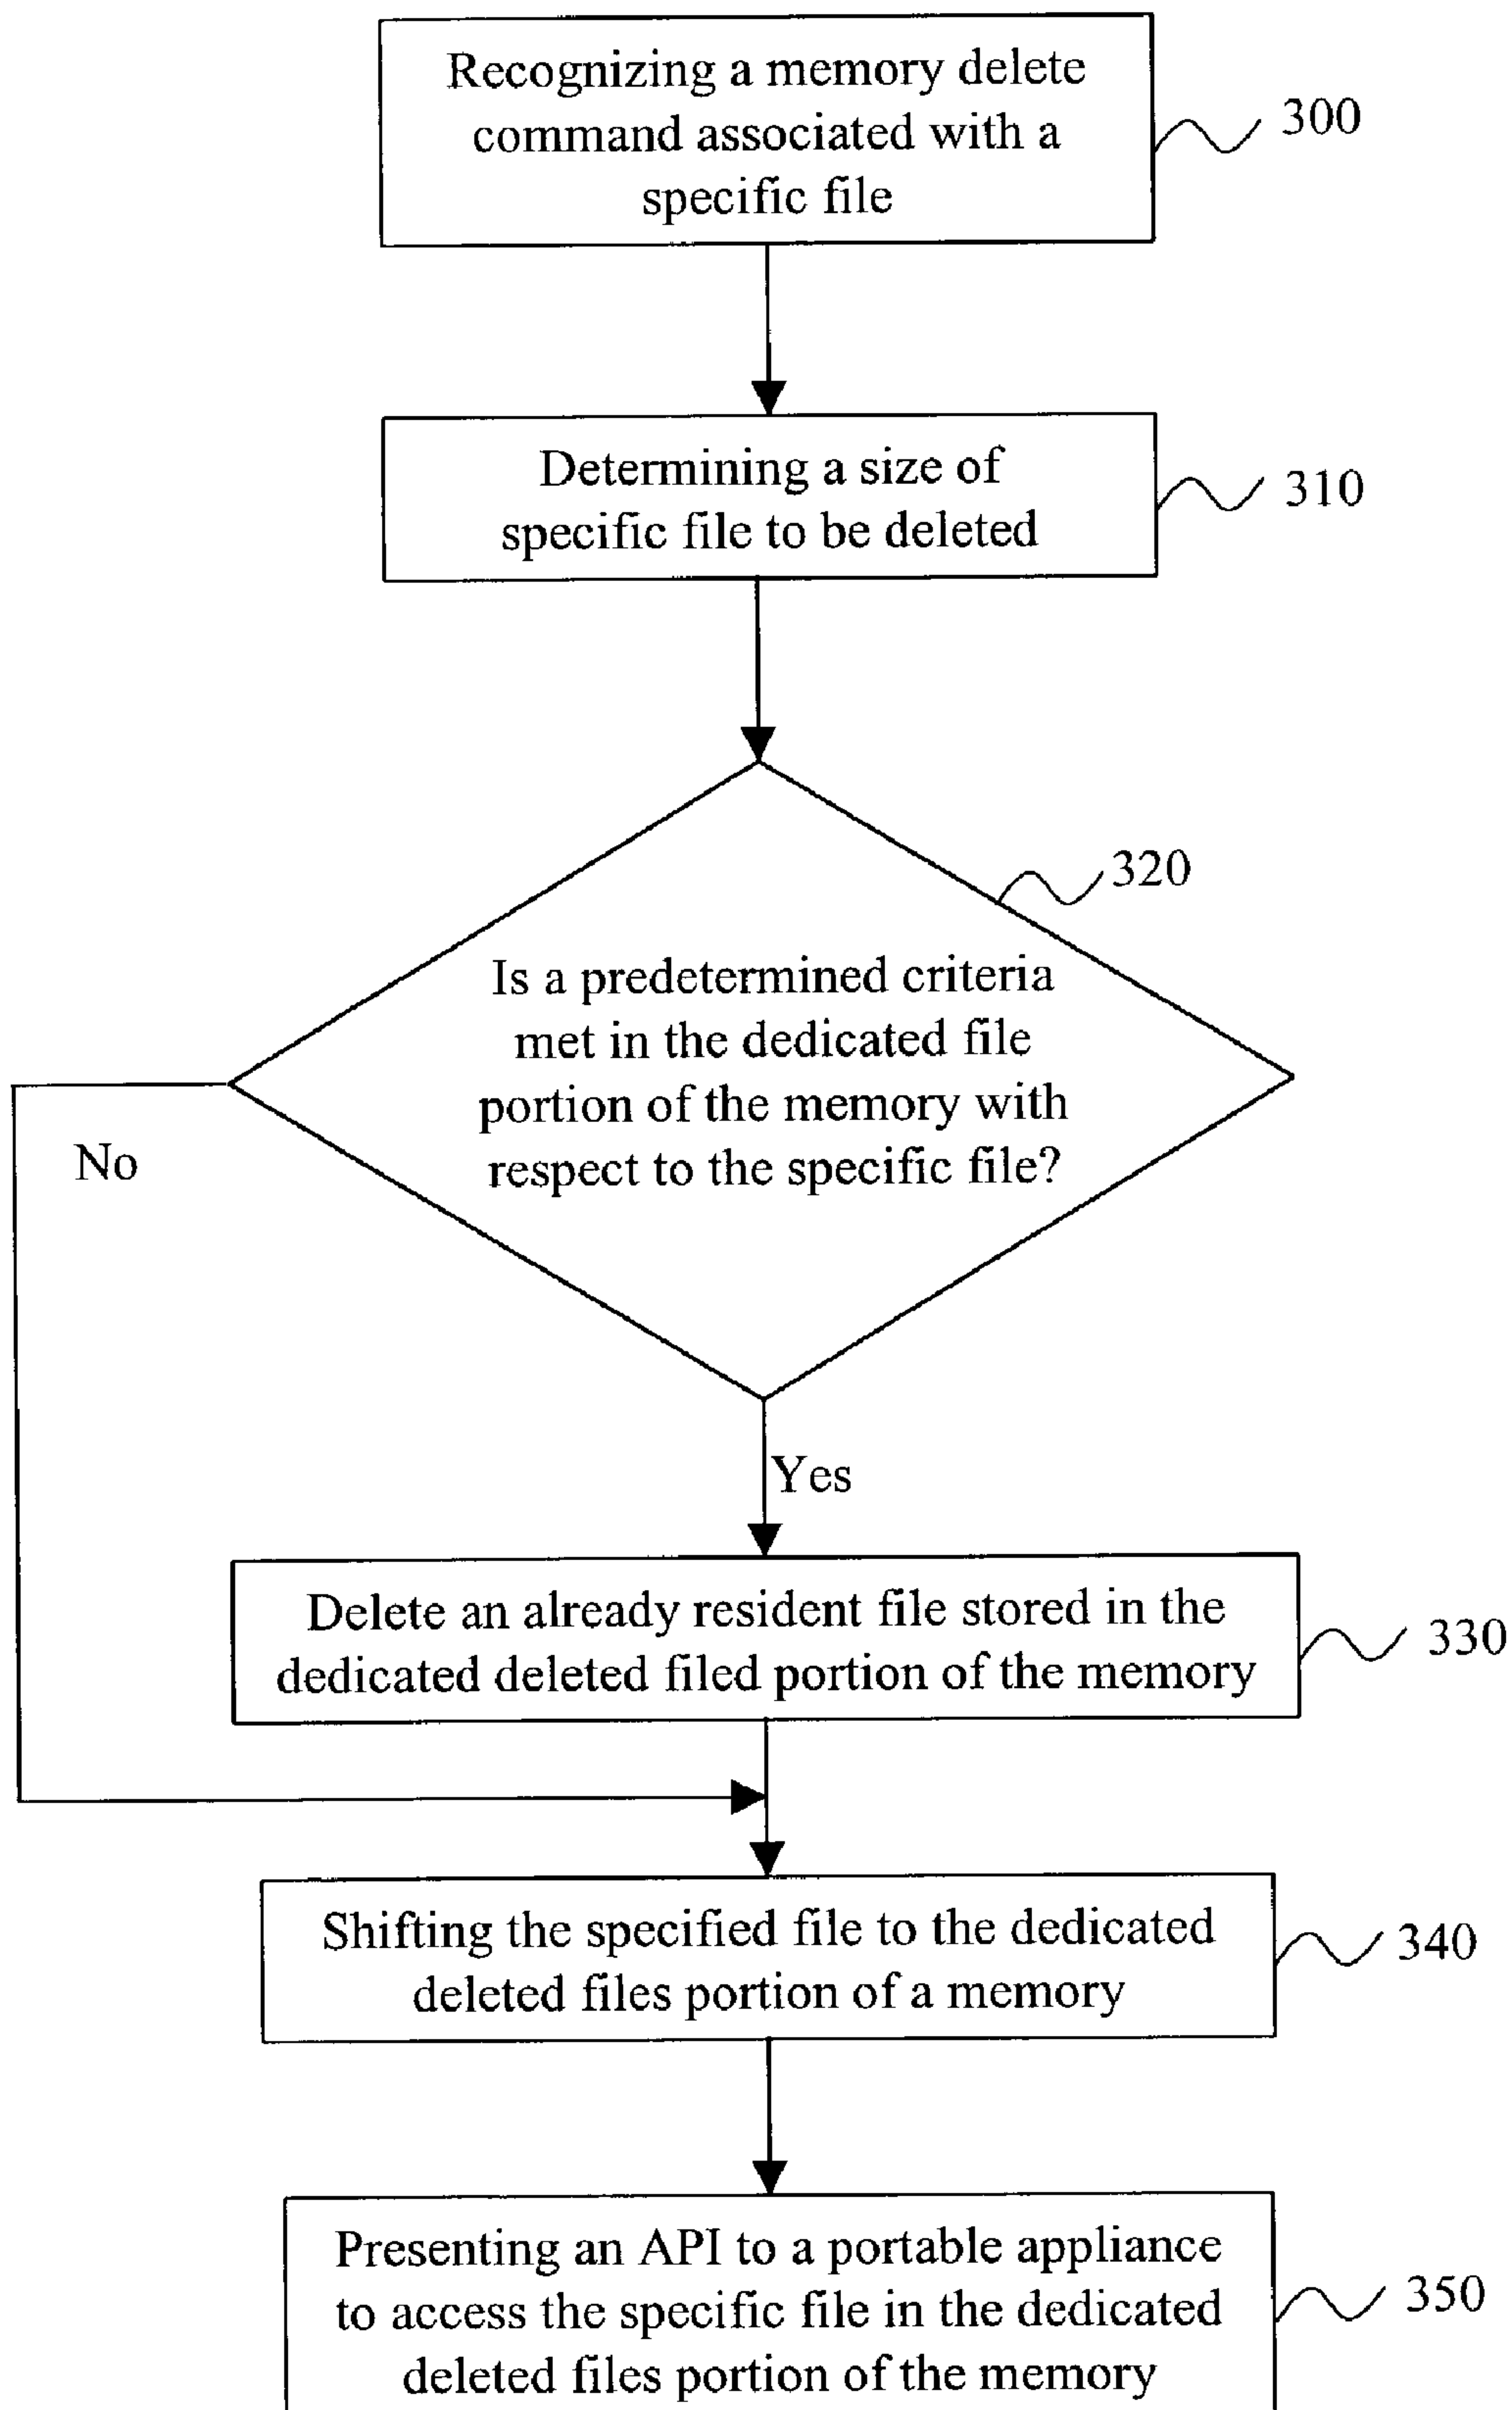 Recognizing a memory delete
command associated with a
specific file
300
Determining a size of
specific file to be deleted
310
320
Is a predetermined criteria
met in the dedicated file
portion of the memory with
respect to the specific file?
No
Yes
Delete an already resident file stored in the
dedicated deleted filed portion of the memory
330
Shifting the specified file to the dedicated
deleted files portion of a memory
340
Presenting an API to a portable appliance
to access the specific file in the dedicated
deleted files portion of the memory
350